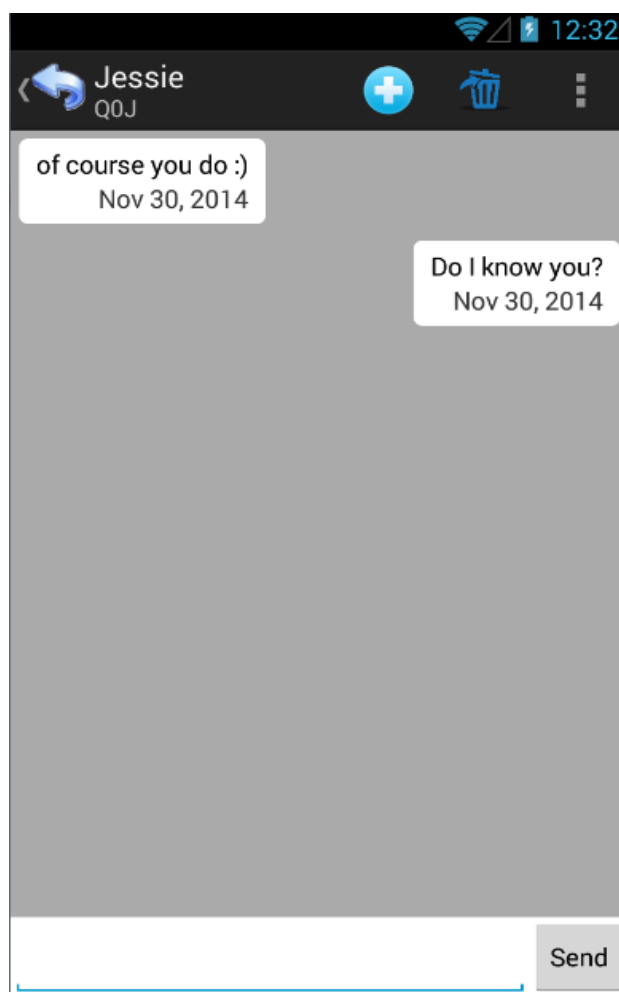 12:32
Jessie
Q0J
of course you do :)
Nov 30, 2014
Do I know you?
Nov 30, 2014
Send